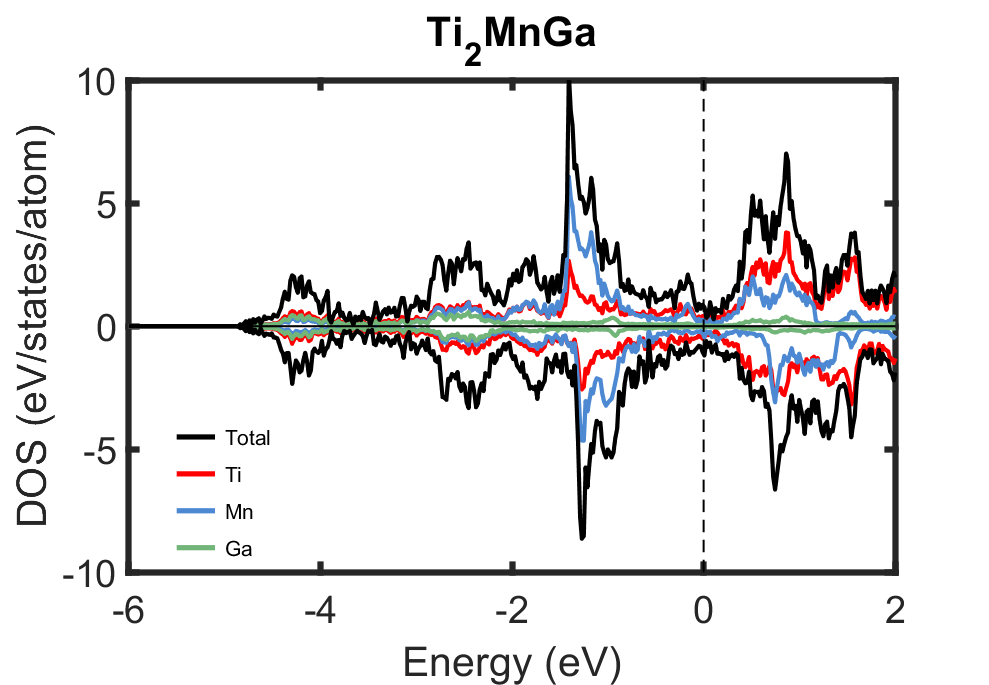 Ti2MnGa
10
5
0
-5
-10
DOS (eV/states/atom)
Total
Ti
Mn
Ga
-6 -4 -2 0 2
Energy (eV)